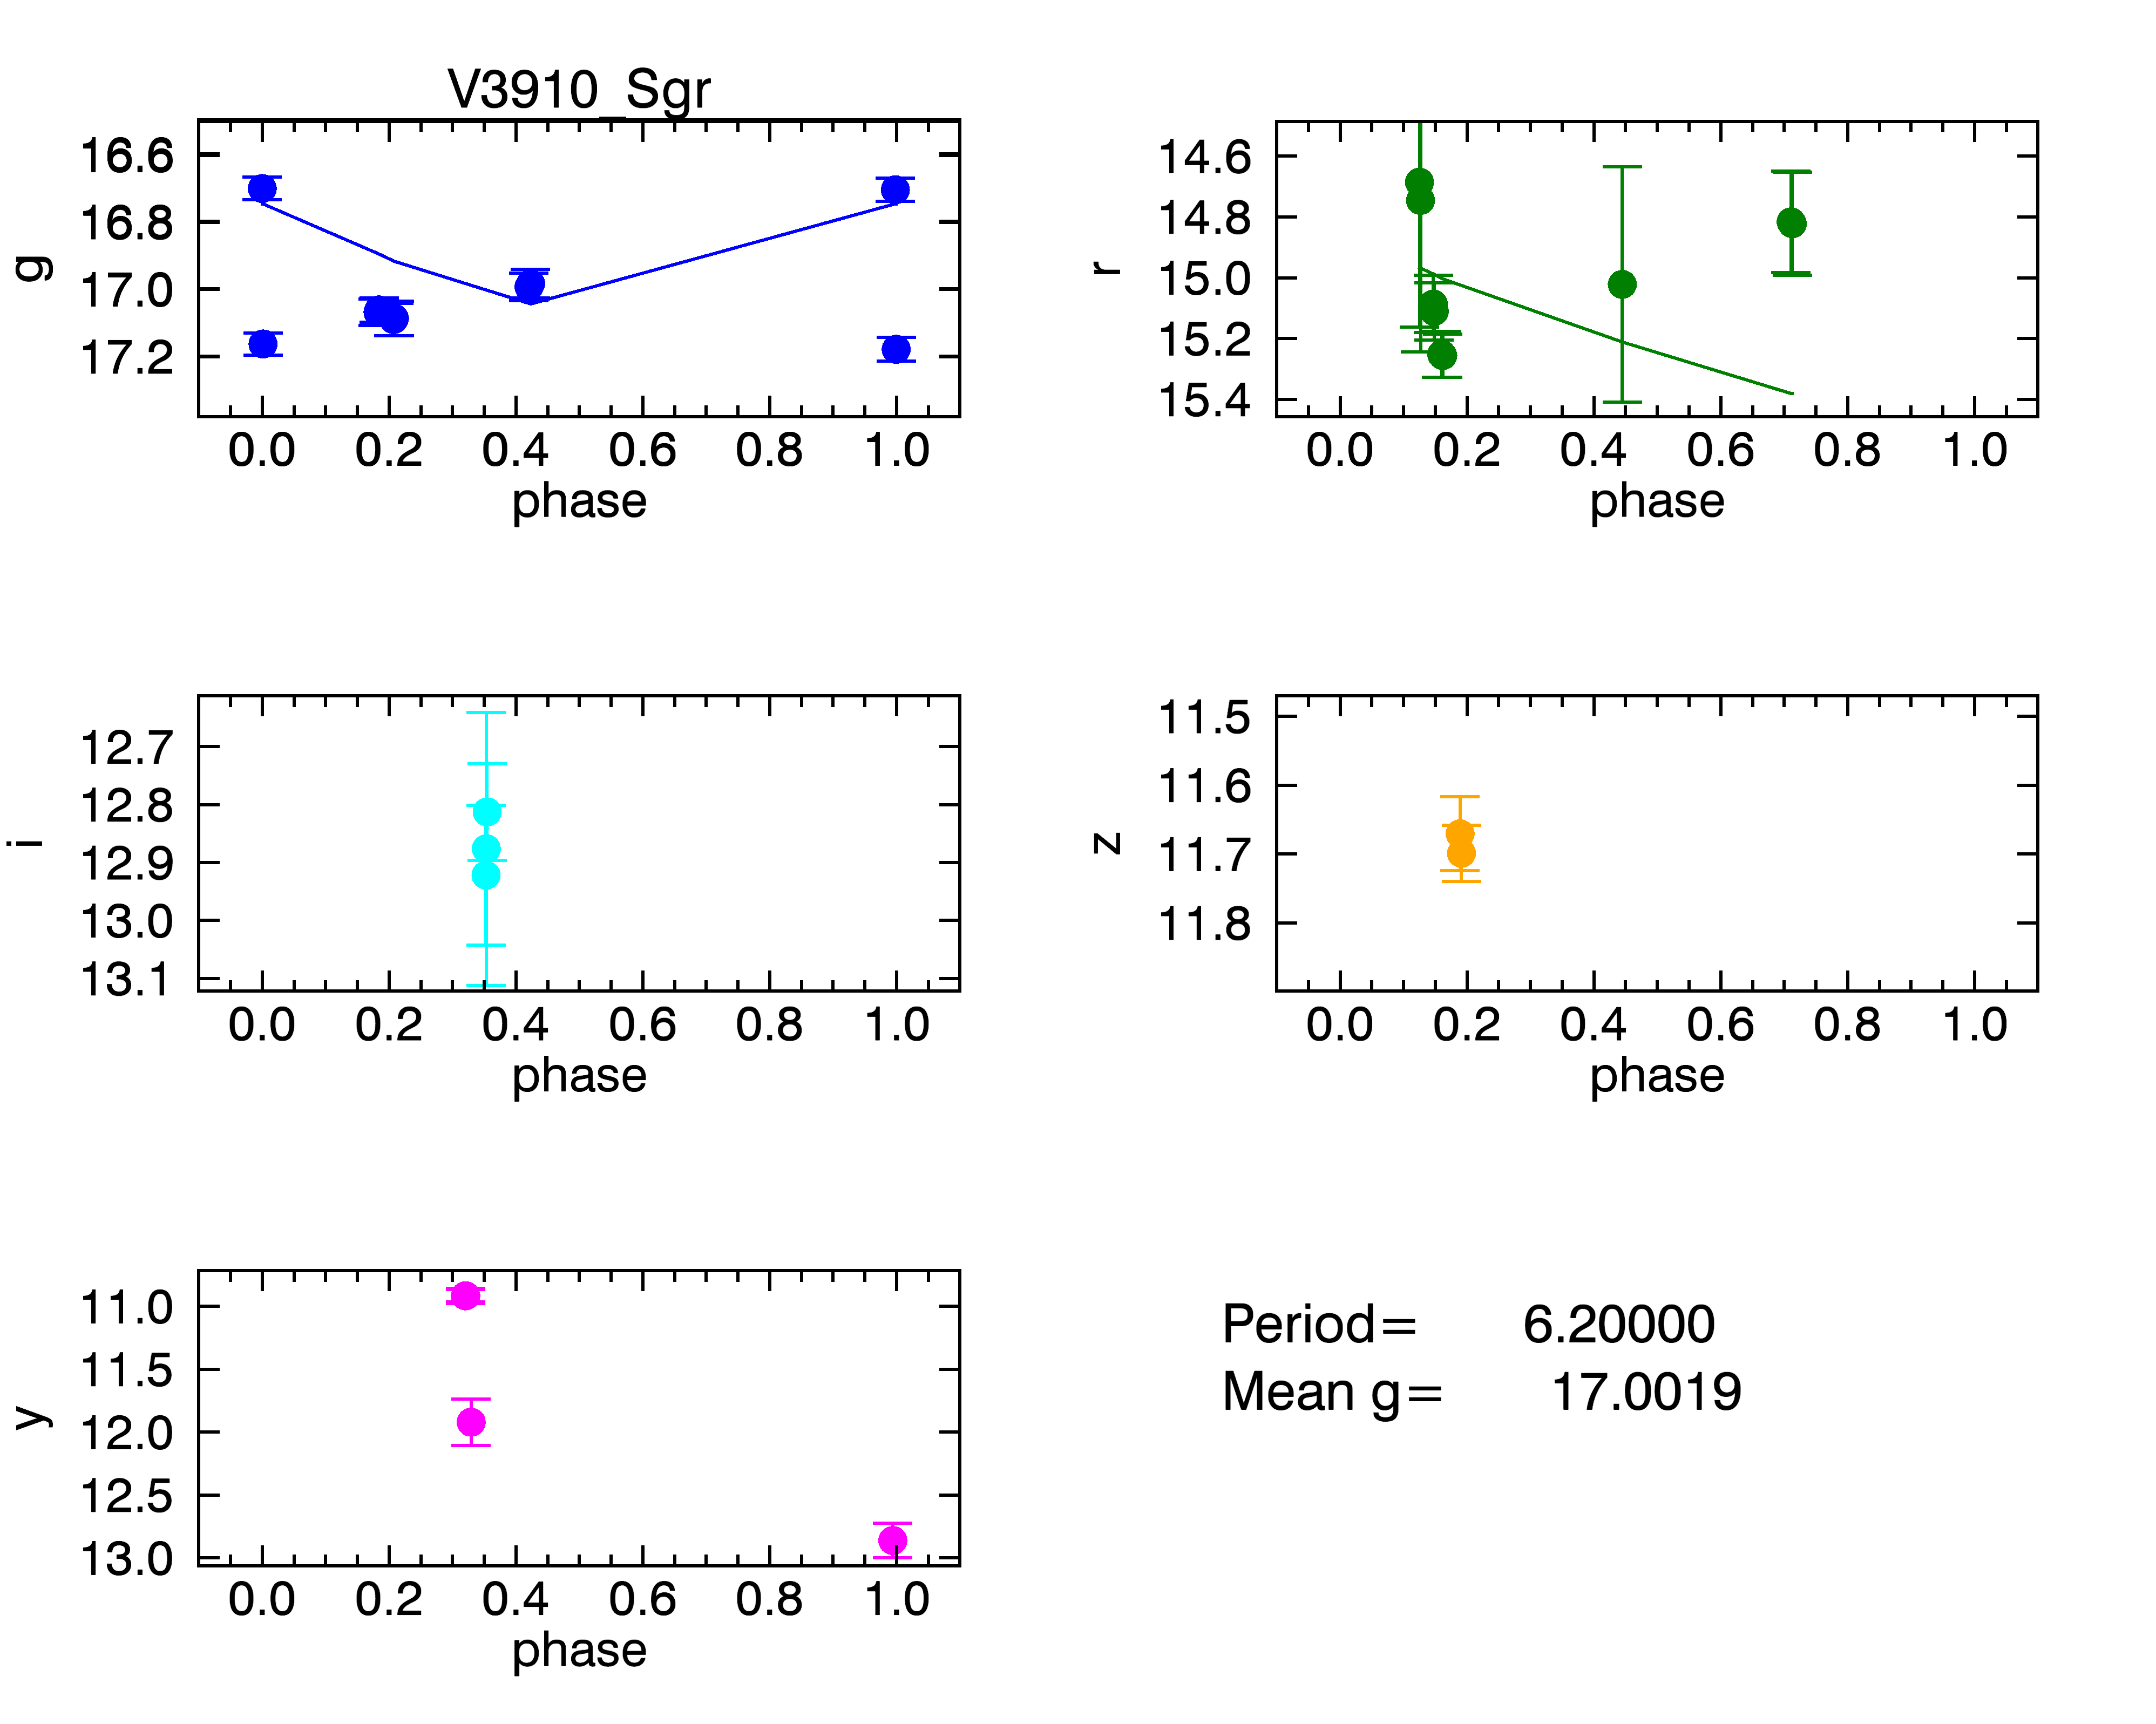 V3910_Sgr
g
16.6
16.8
17.0
17.2
0.0 0.2 0.4 0.6 0.8 1.0
phase
r
14.6
14.8
15.0
15.2
15.4
0.0 0.2 0.4 0.6 0.8 1.0
phase
i
12.7
12.8
12.9
13.0
13.1
0.0 0.2 0.4 0.6 0.8 1.0
phase
z
11.5
11.6
11.7
11.8
0.0 0.2 0.4 0.6 0.8 1.0
phase
y
11.0
11.5
12.0
12.5
13.0
0.0 0.2 0.4 0.6 0.8 1.0
phase
Period= 6.20000
Mean g= 17.0019